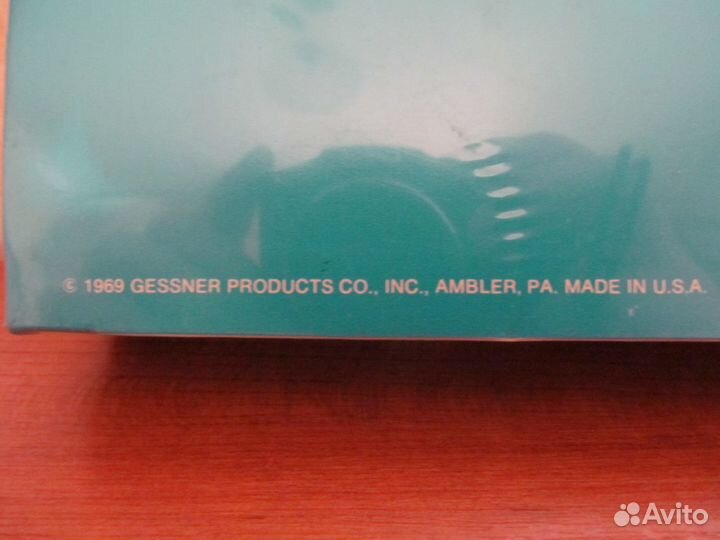 © 1969 GESSNER PRODUCTS CO., INC., AMBLER, PA. MADE IN U.S.A.
Avito